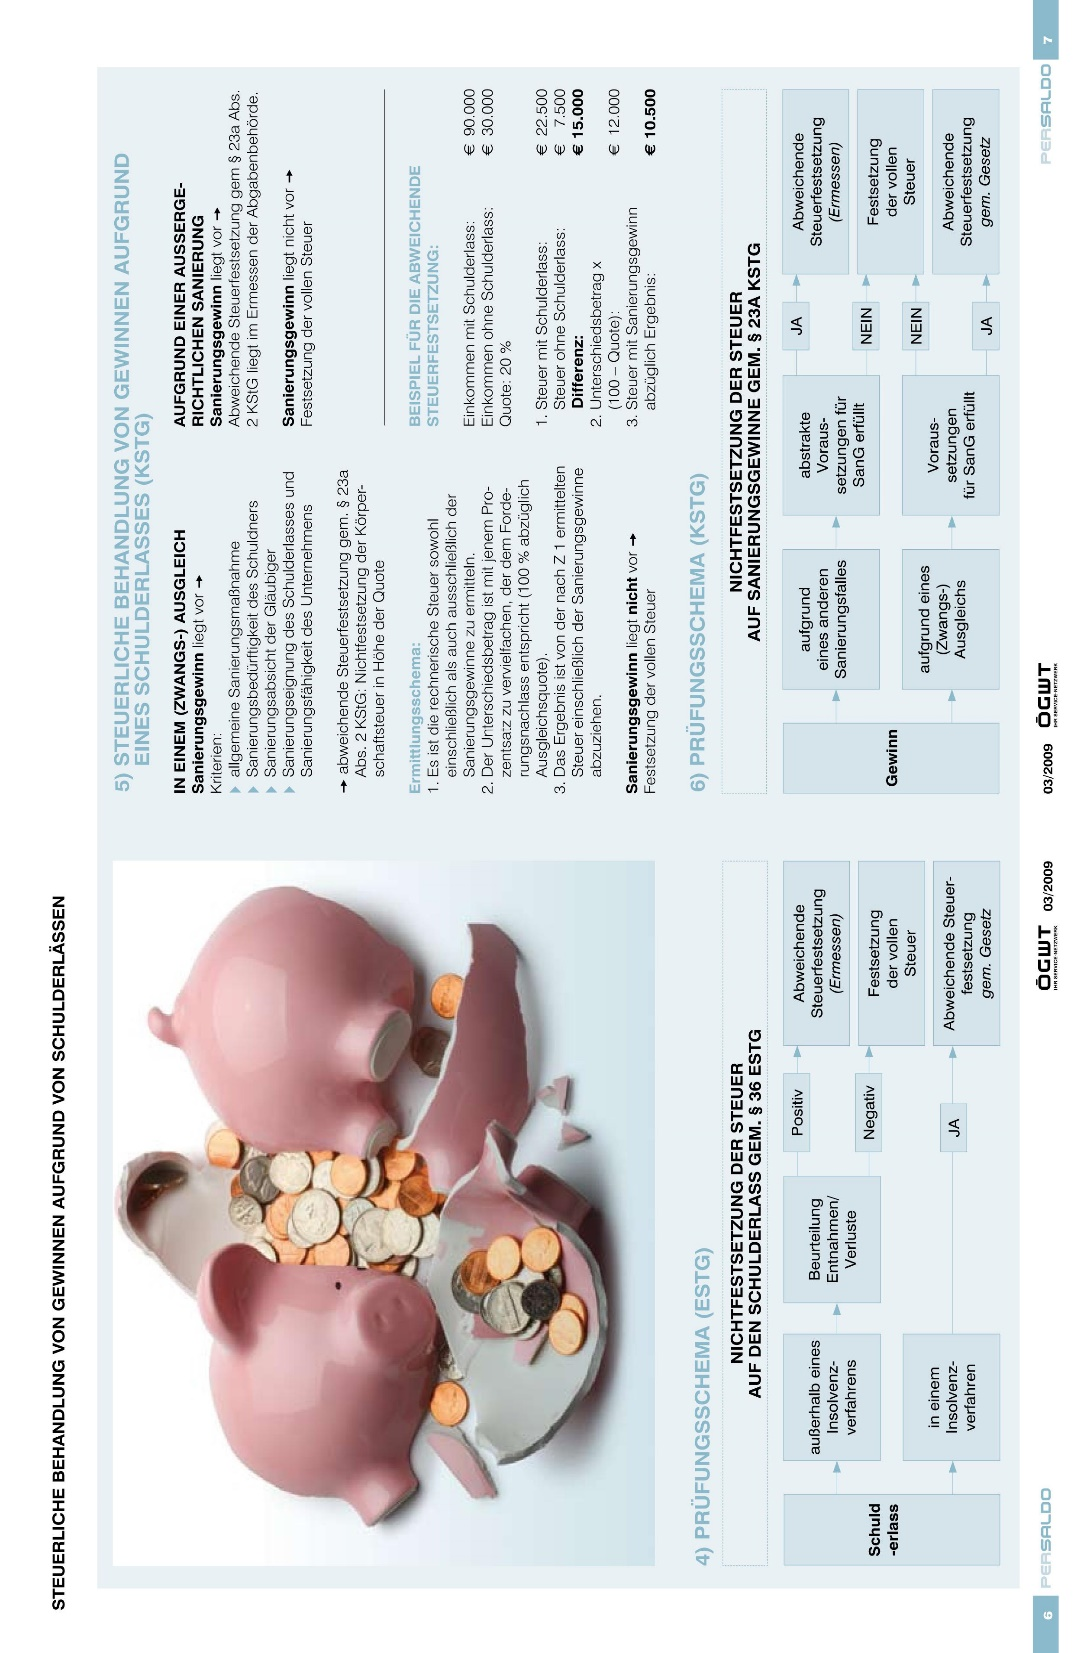 STEUERLICHE BEHANDLUNG VON GEWINNEN AUFGRUND VON SCHULDERLÄSSEN
4) PRÜFUNGSSCHEMA (ESTG)
NICHTFESTSETZUNG DER STEUER
AUF DEN SCHULDERLASS GEM. § 36 ESTG
Schuld
-erlass
außerhalb eines
Insolvenz-
verfahrens
Beurteilung
Entnahmen/
Verluste
Positiv
Abweichende
Steuerfestsetzung
(Ermessen)
Negativ
Festsetzung
der vollen
Steuer
in einem
Insolvenz-
verfahren
JA
Abweichende Steuer-
festsetzung
gem. Gesetz
6 PERSALDO
ÖGWT 03/2009
IHR SERVICE-NETZWERK
5) STEUERLICHE BEHANDLUNG VON GEWINNEN AUFGRUND
EINES SCHULDERLASSES (KSTG)
IN EINEM (ZWANGS-) AUSGLEICH
Sanierungsgewinn liegt vor ➞
Kriterien:
allgemeine Sanierungsmaßnahme
Sanierungsbedürftigkeit des Schuldners
Sanierungsabsicht der Gläubiger
Sanierungseignung des Schulderlasses und
Sanierungsfähigkeit des Unternehmens
➞ abweichende Steuerfestsetzung gem. § 23a
Abs. 2 KStG: Nichtfestsetzung der Körper-
schaftsteuer in Höhe der Quote
Ermittlungsschema:
1. Es ist die rechnerische Steuer sowohl
einschließlich als auch ausschließlich der
Sanierungsgewinne zu ermitteln.
2. Der Unterschiedsbetrag ist mit jenem Pro-
zentsatz zu vervielfachen, der dem Forde-
rungsnachlass entspricht (100 % abzüglich
Ausgleichsquote).
3. Das Ergebnis ist von der nach Z 1 ermittelten
Steuer einschließlich der Sanierungsgewinne
abzuziehen.
Sanierungsgewinn liegt nicht vor ➞
Festsetzung der vollen Steuer
AUFGRUND EINER AUSSERGE-
RICHTLICHEN SANIERUNG
Sanierungsgewinn liegt vor ➞
Abweichende Steuerfestsetzung gem § 23a Abs.
2 KStG liegt im Ermessen der Abgabenbehörde.
Sanierungsgewinn liegt nicht vor ➞
Festsetzung der vollen Steuer
BEISPIEL FÜR DIE ABWEICHENDE
STEUERFESTSETZUNG:
Einkommen mit Schulderlass: € 90.000
Einkommen ohne Schulderlass: € 30.000
Quote: 20 %
1. Steuer mit Schulderlass: € 22.500
Steuer ohne Schulderlass: € 7.500
Differenz: € 15.000
2. Unterschiedsbetrag x
(100 – Quote): € 12.000
3. Steuer mit Sanierungsgewinn
abzüglich Ergebnis: € 10.500
6) PRÜFUNGSSCHEMA (KSTG)
NICHTFESTSETZUNG DER STEUER
AUF SANIERUNGSGEWINNE GEM. § 23A KSTG
Gewinn
aufgrund
eines anderen
Sanierungsfalles
abstrakte
Voraus-
setzungen für
SanG erfüllt
JA
Abweichende
Steuerfestsetzung
(Ermessen)
NEIN
Festsetzung
der vollen
Steuer
aufgrund eines
(Zwangs-)
Ausgleichs
Voraus-
setzungen
für SanG erfüllt
NEIN
JA
Abweichende
Steuerfestsetzung
gem. Gesetz
03/2009 ÖGWT
IHR SERVICE-NETZWERK
PERSALDO 7